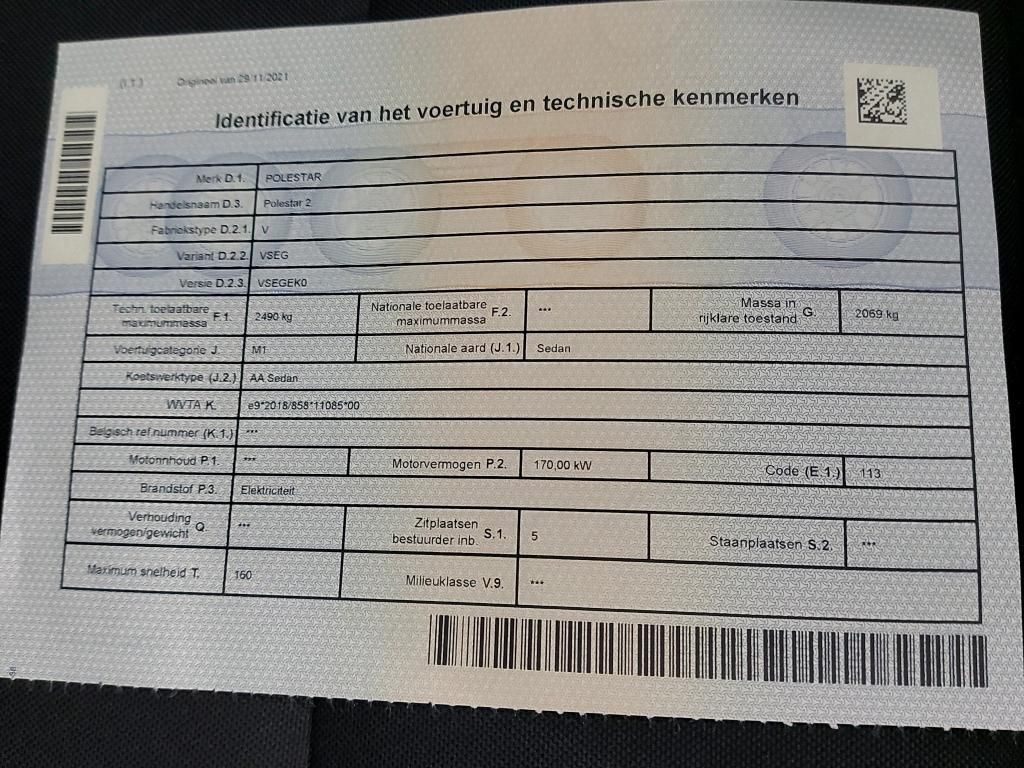 (I.T.) Origineel van 29/11/2021
Identificatie van het voertuig en technische kenmerken
Merk D.1. POLESTAR
Handelsnaam D.3. Polestar 2
Fabriekstype D.2.1. V
Variant D.2.2. VSEG
Versie D.2.3. VSEGEK0
Techn. toelaatbare maximummassa F.1. 2490 kg Nationale toelaatbare maximummassa F.2. *** Massa in rijklare toestand G. 2069 kg
Voertuigcategorie J. M1 Nationale aard (J.1.) Sedan
Koetswerktype (J.2.) AA Sedan
WVTA K. e9*2018/858*11085*00
Belgisch ref.nummer (K.1.) ***
Motorinhoud P.1. *** Motorvermogen P.2. 170,00 kW Code (E.1.) 113
Brandstof P.3. Elektriciteit
Verhouding vermogen/gewicht Q. *** Zitplaatsen bestuurder inb. S.1. 5 Staanplaatsen S.2. ***
Maximum snelheid T. 160 Milieuklasse V.9. ***